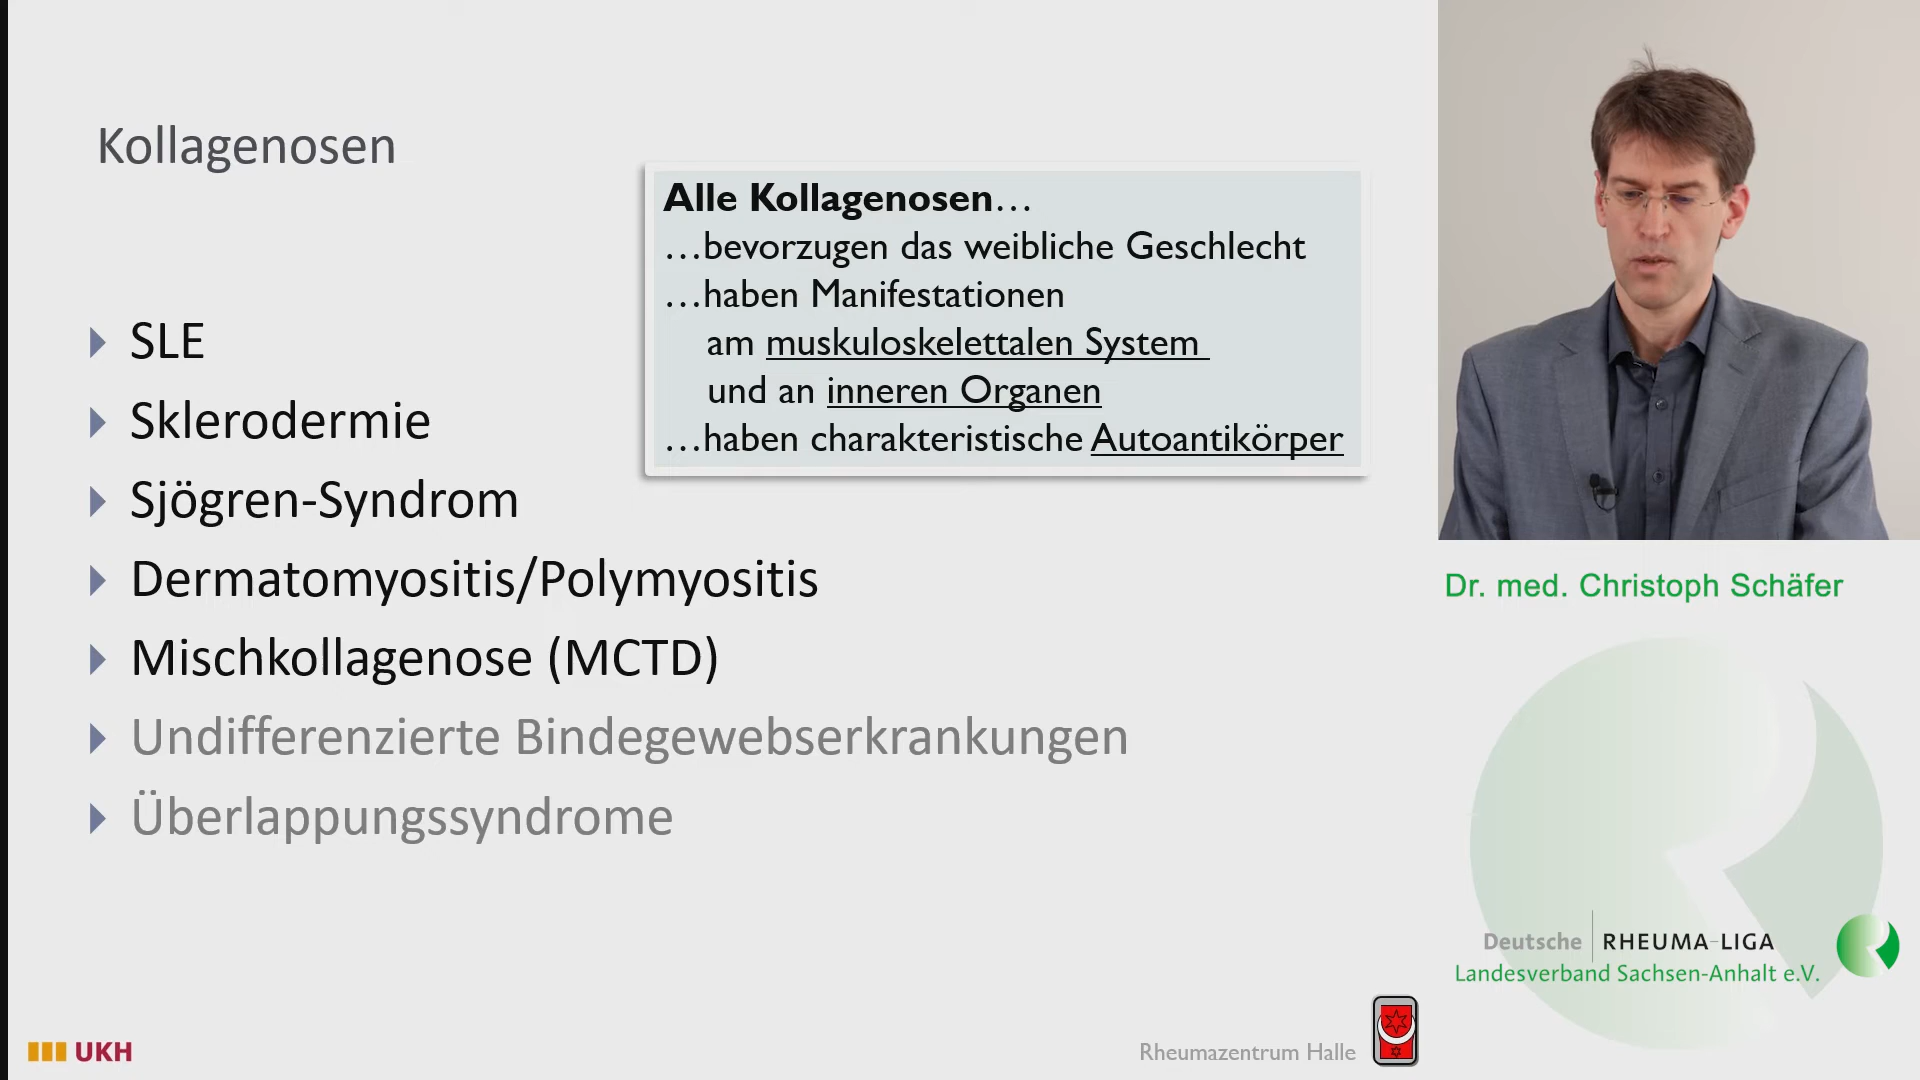 Kollagenosen
Alle Kollagenosen...
...bevorzugen das weibliche Geschlecht
...haben Manifestationen
am muskuloskelettalen System
und an inneren Organen
...haben charakteristische Autoantikörper
SLE
Sklerodermie
Sjögren-Syndrom
Dermatomyositis/Polymyositis
Mischkollagenose (MCTD)
Undifferenzierte Bindegewebserkrankungen
Überlappungssyndrome
Dr. med. Christoph Schäfer
Deutsche RHEUMA-LIGA
Landesverband Sachsen-Anhalt e.V.
UKH
Rheumazentrum Halle